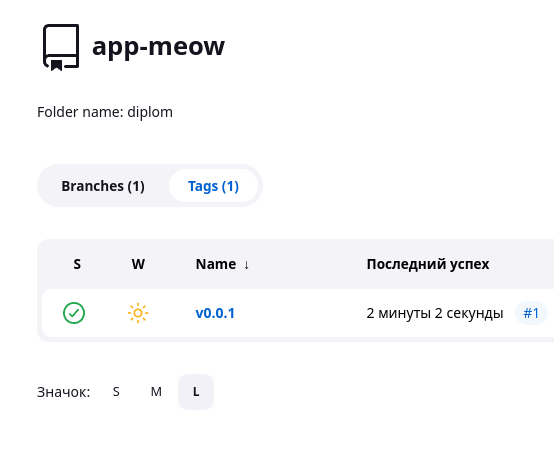 app-meow
Folder name: diplom
Branches (1) Tags (1)
S W Name ↓ Последний успех
v0.0.1 2 минуты 2 секунды #1
Значок: S M L